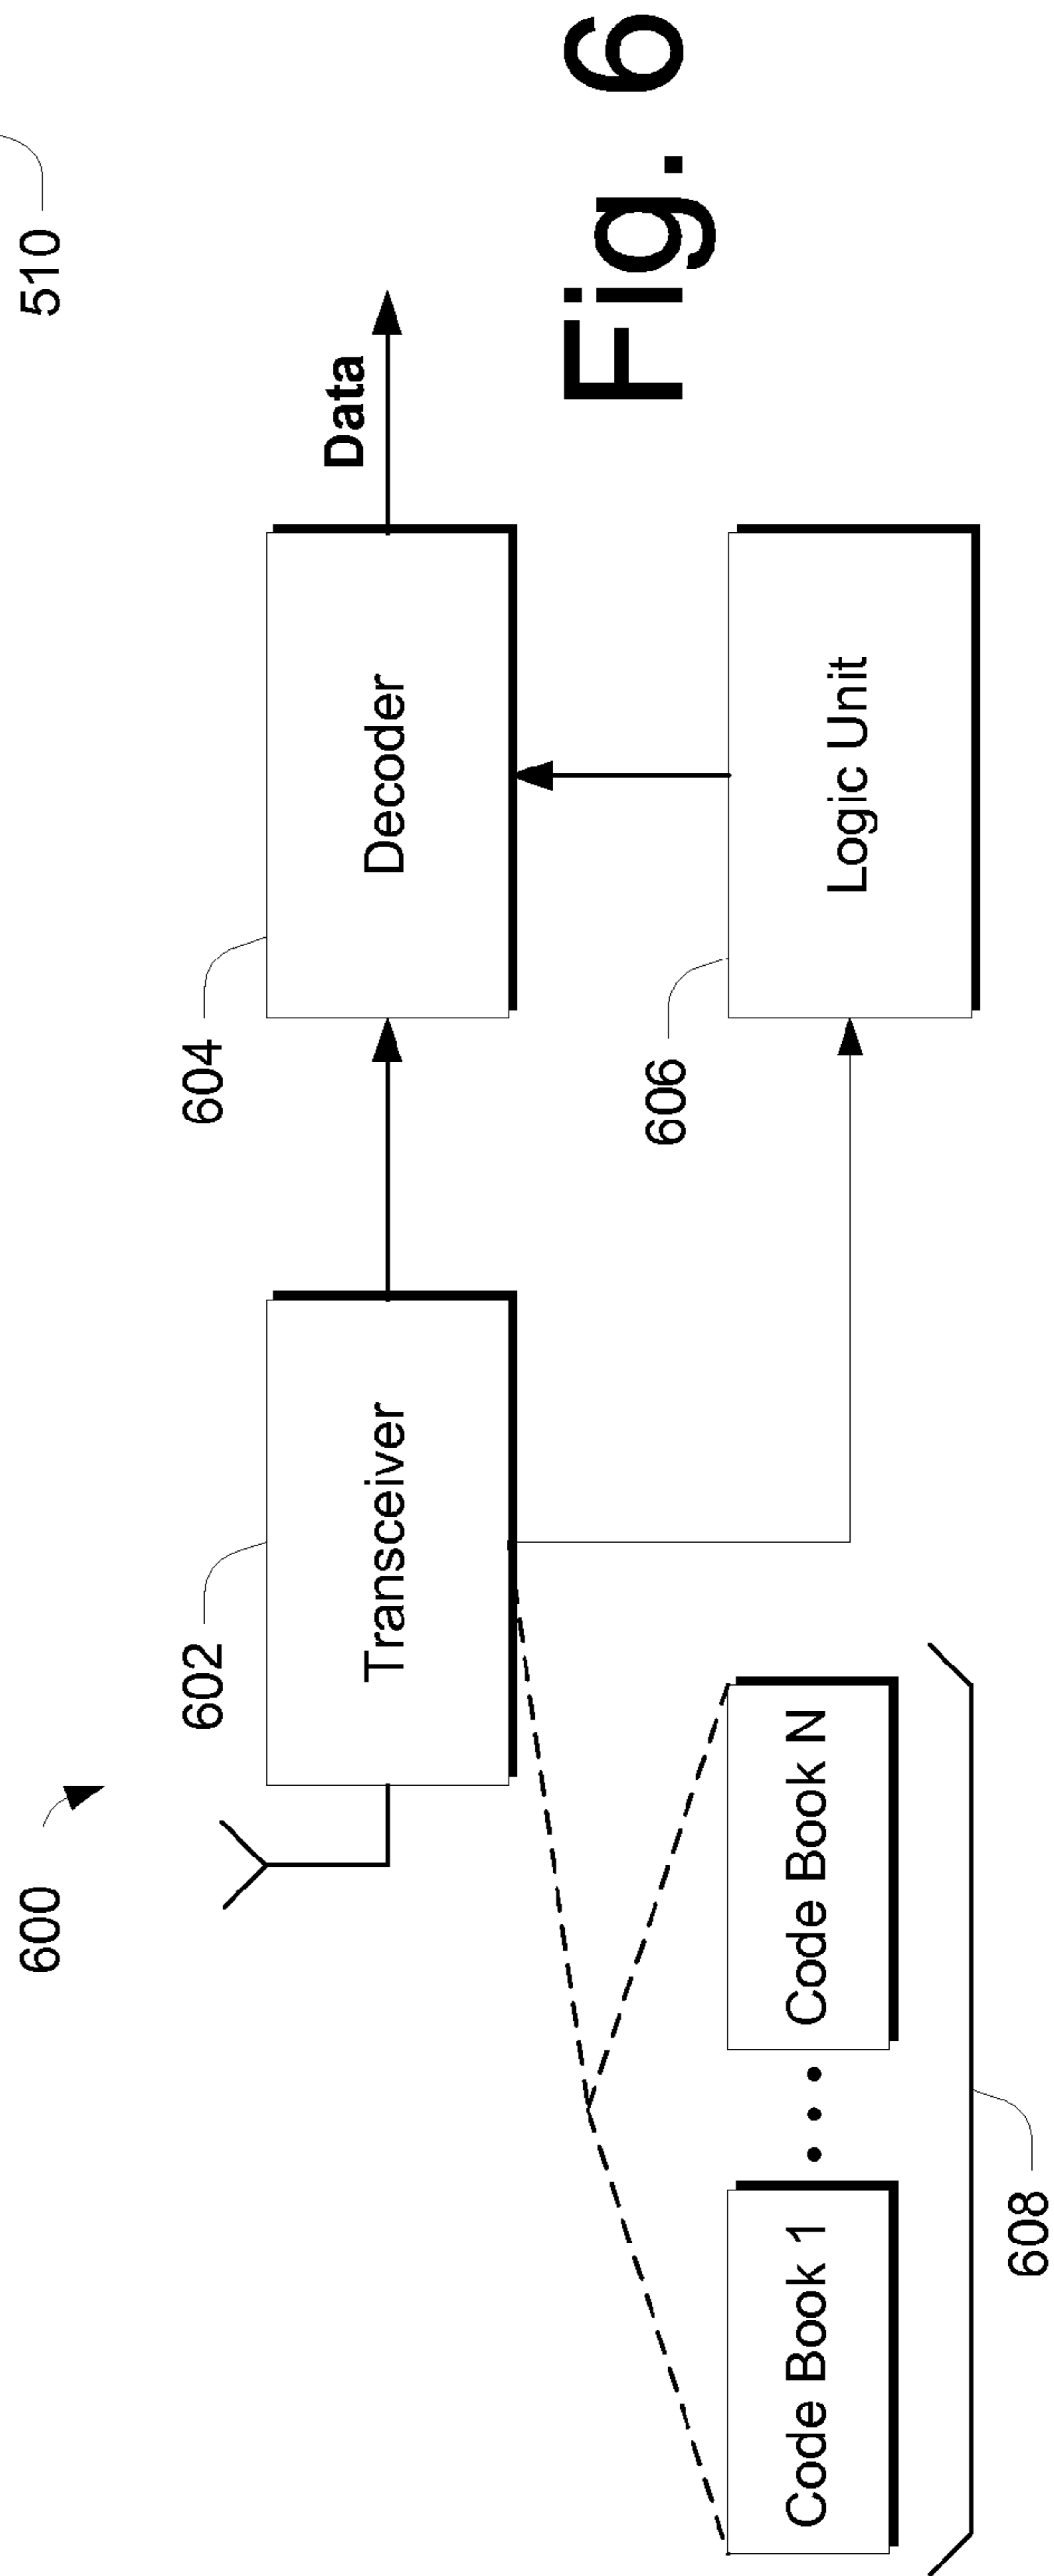 510
600
602
Transceiver
604
Decoder
Data
606
Logic Unit
Code Book 1
Code Book N
608
Fig. 6